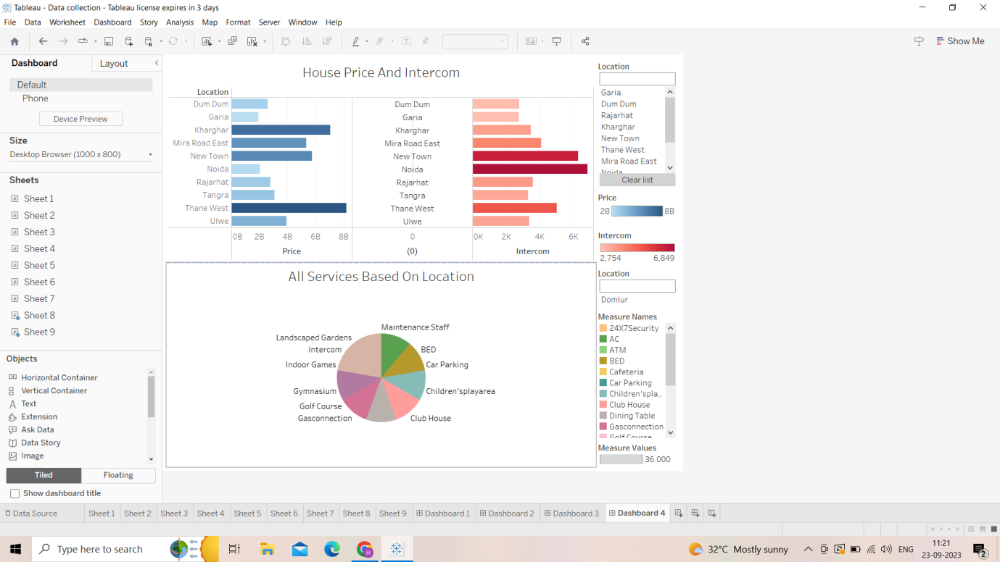 Tableau - Data collection - Tableau license expires in 3 days
File Data Worksheet Dashboard Story Analysis Map Format Server Window Help
Show Me
Dashboard
Layout
Default
Phone
Device Preview
Size
Desktop Browser (1000 x 800)
Sheets
Sheet 1
Sheet 2
Sheet 3
Sheet 4
Sheet 5
Sheet 6
Sheet 7
Sheet 8
Sheet 9
Objects
Horizontal Container
Vertical Container
Text
Extension
Ask Data
Data Story
Image
Tiled
Floating
Show dashboard title
House Price And Intercom
Location
Dum Dum
Garia
Kharghar
Mira Road East
New Town
Noida
Rajarhat
Tangra
Thane West
Ulwe
0B 2B 4B 6B 8B
Price
Dum Dum
Garia
Kharghar
Mira Road East
New Town
Noida
Rajarhat
Tangra
Thane West
Ulwe
0
(0)
0K 2K 4K 6K
Intercom
All Services Based On Location
Maintenance Staff
Landscaped Gardens
Intercom
BED
Indoor Games
Car Parking
Gymnasium
Children'splayarea
Golf Course
Gasconnection
Club House
Location
Garia
Dum Dum
Rajarhat
Kharghar
New Town
Thane West
Mira Road East
Noida
Clear list
Price
2B 8B
Intercom
2,754 6,849
Location
Domlur
Measure Names
24X7Security
AC
ATM
BED
Cafeteria
Car Parking
Children'spla..
Club House
Dining Table
Gasconnection
Golf Course
Measure Values
36.000
Data Source Sheet 1 Sheet 2 Sheet 3 Sheet 4 Sheet 5 Sheet 6 Sheet 7 Sheet 8 Sheet 9 Dashboard 1 Dashboard 2 Dashboard 3 Dashboard 4
Type here to search
32°C Mostly sunny
ENG
11:21
23-09-2023
2